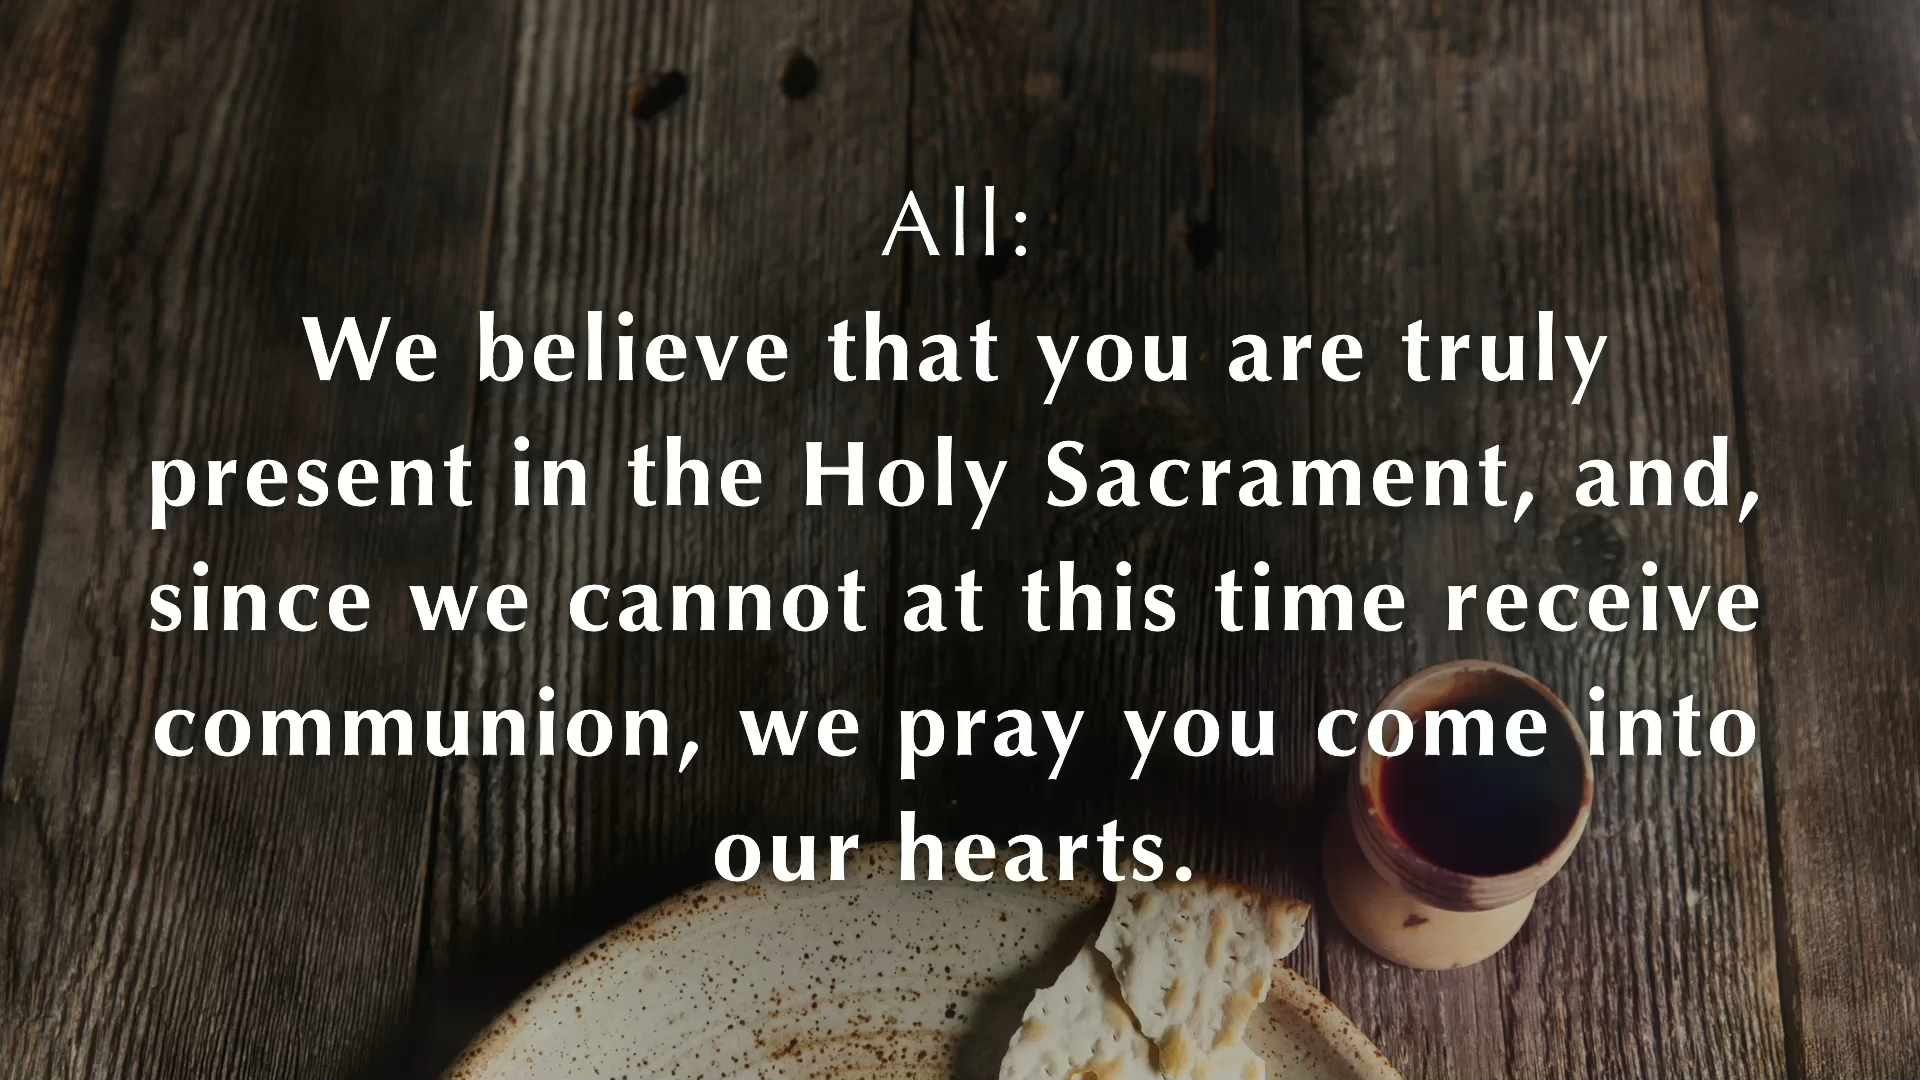 All:
We believe that you are truly
present in the Holy Sacrament, and,
since we cannot at this time receive
communion, we pray you come into
our hearts.